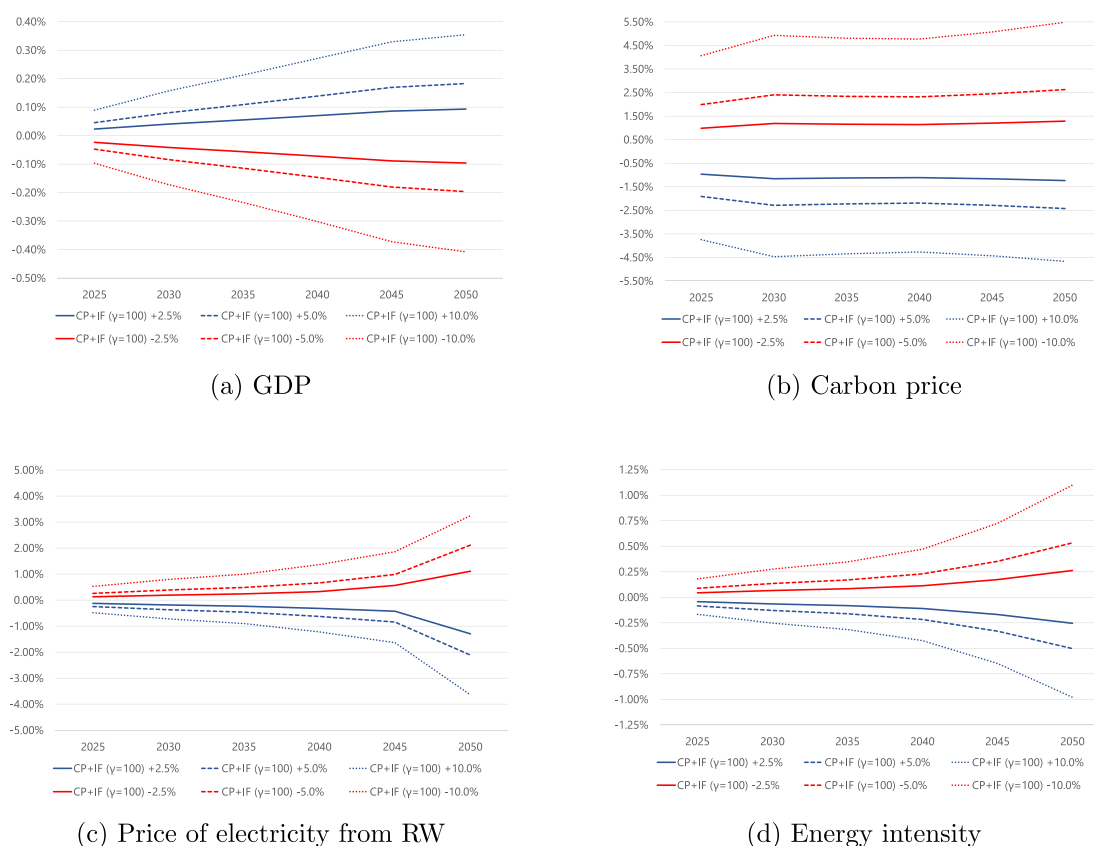 0.40%
0.30%
0.20%
0.10%
0.00%
-0.10%
-0.20%
-0.30%
-0.40%
-0.50%
2025 2030 2035 2040 2045 2050
CP+IF (γ=100) +2.5% CP+IF (γ=100) +5.0% CP+IF (γ=100) +10.0%
CP+IF (γ=100) -2.5% CP+IF (γ=100) -5.0% CP+IF (γ=100) -10.0%
(a) GDP
5.50%
4.50%
3.50%
2.50%
1.50%
0.50%
-0.50%
-1.50%
-2.50%
-3.50%
-4.50%
-5.50%
2025 2030 2035 2040 2045 2050
CP+IF (γ=100) +2.5% CP+IF (γ=100) +5.0% CP+IF (γ=100) +10.0%
CP+IF (γ=100) -2.5% CP+IF (γ=100) -5.0% CP+IF (γ=100) -10.0%
(b) Carbon price
5.00%
4.00%
3.00%
2.00%
1.00%
0.00%
-1.00%
-2.00%
-3.00%
-4.00%
-5.00%
2025 2030 2035 2040 2045 2050
CP+IF (γ=100) +2.5% CP+IF (γ=100) +5.0% CP+IF (γ=100) +10.0%
CP+IF (γ=100) -2.5% CP+IF (γ=100) -5.0% CP+IF (γ=100) -10.0%
(c) Price of electricity from RW
1.25%
1.00%
0.75%
0.50%
0.25%
0.00%
-0.25%
-0.50%
-0.75%
-1.00%
-1.25%
2025 2030 2035 2040 2045 2050
CP+IF (γ=100) +2.5% CP+IF (γ=100) +5.0% CP+IF (γ=100) +10.0%
CP+IF (γ=100) -2.5% CP+IF (γ=100) -5.0% CP+IF (γ=100) -10.0%
(d) Energy intensity